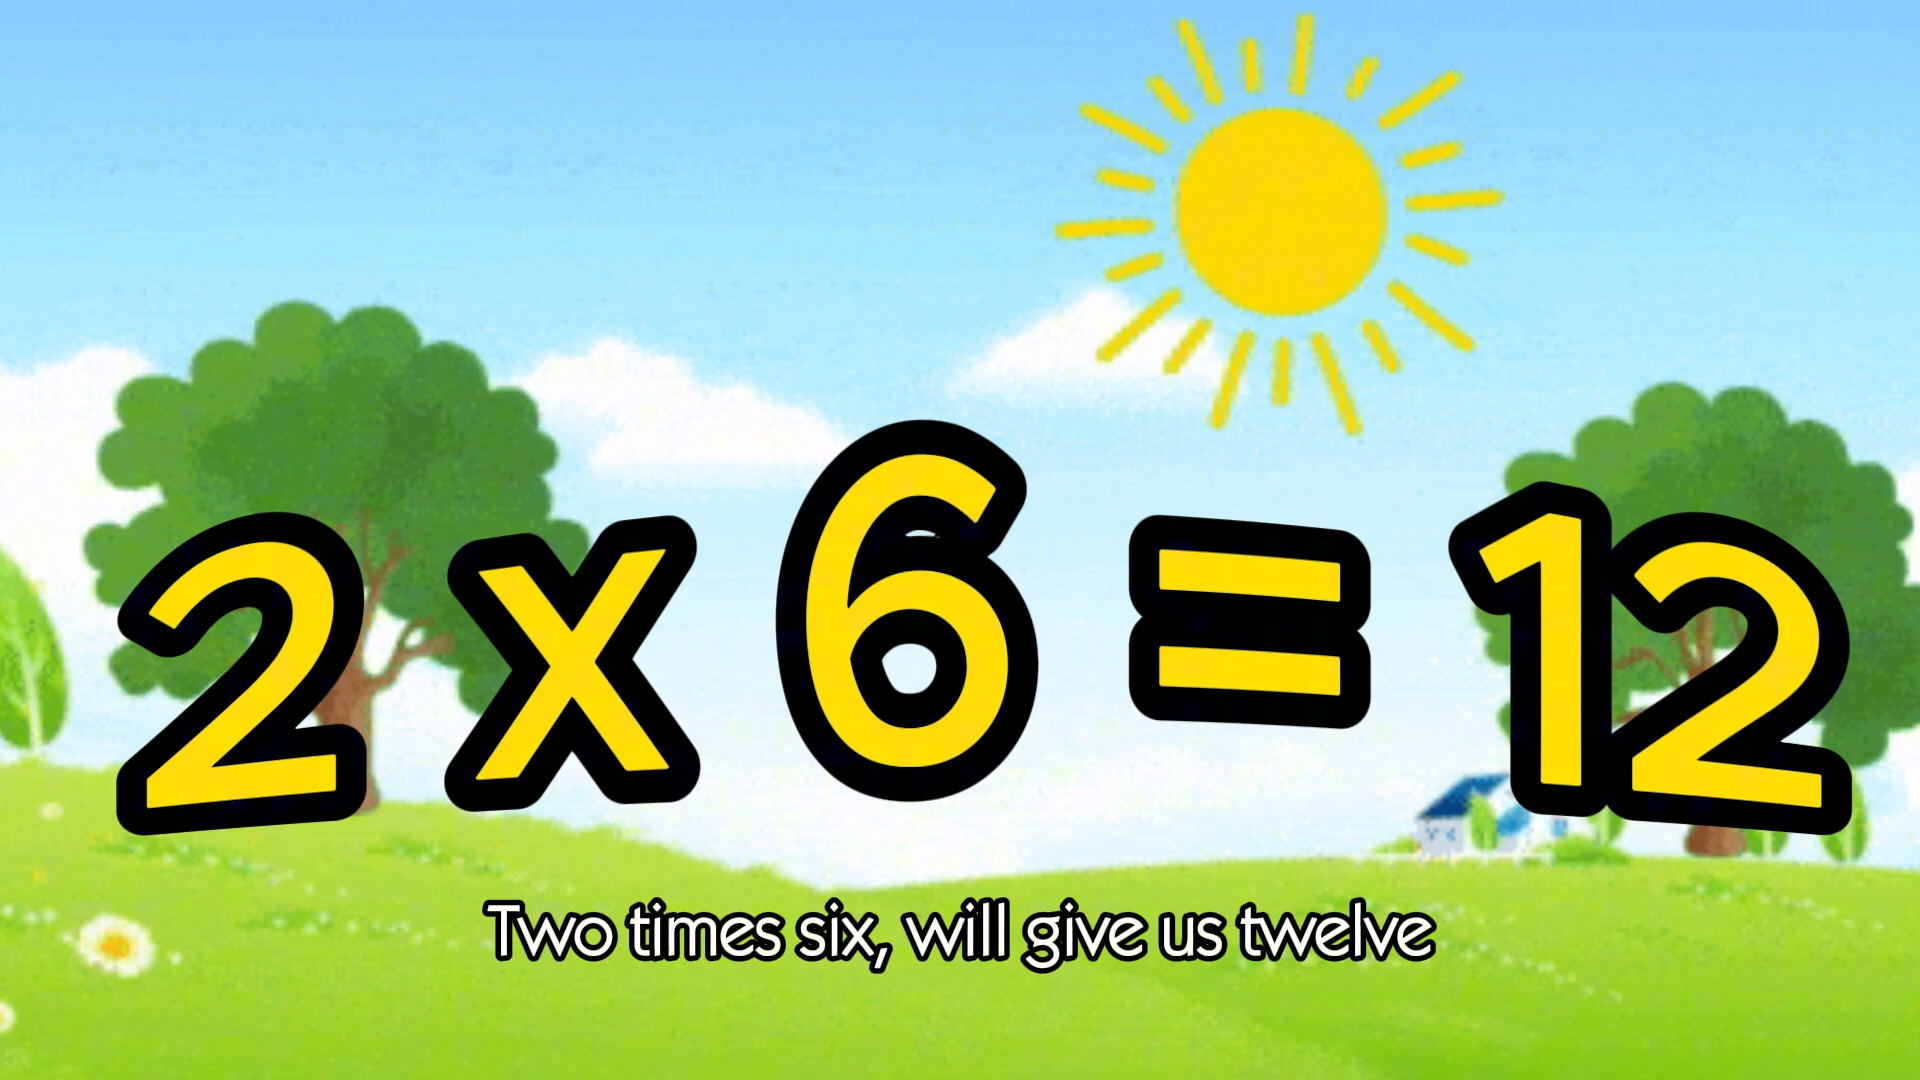 2 x 6 = 12
Two times six, will give us twelve